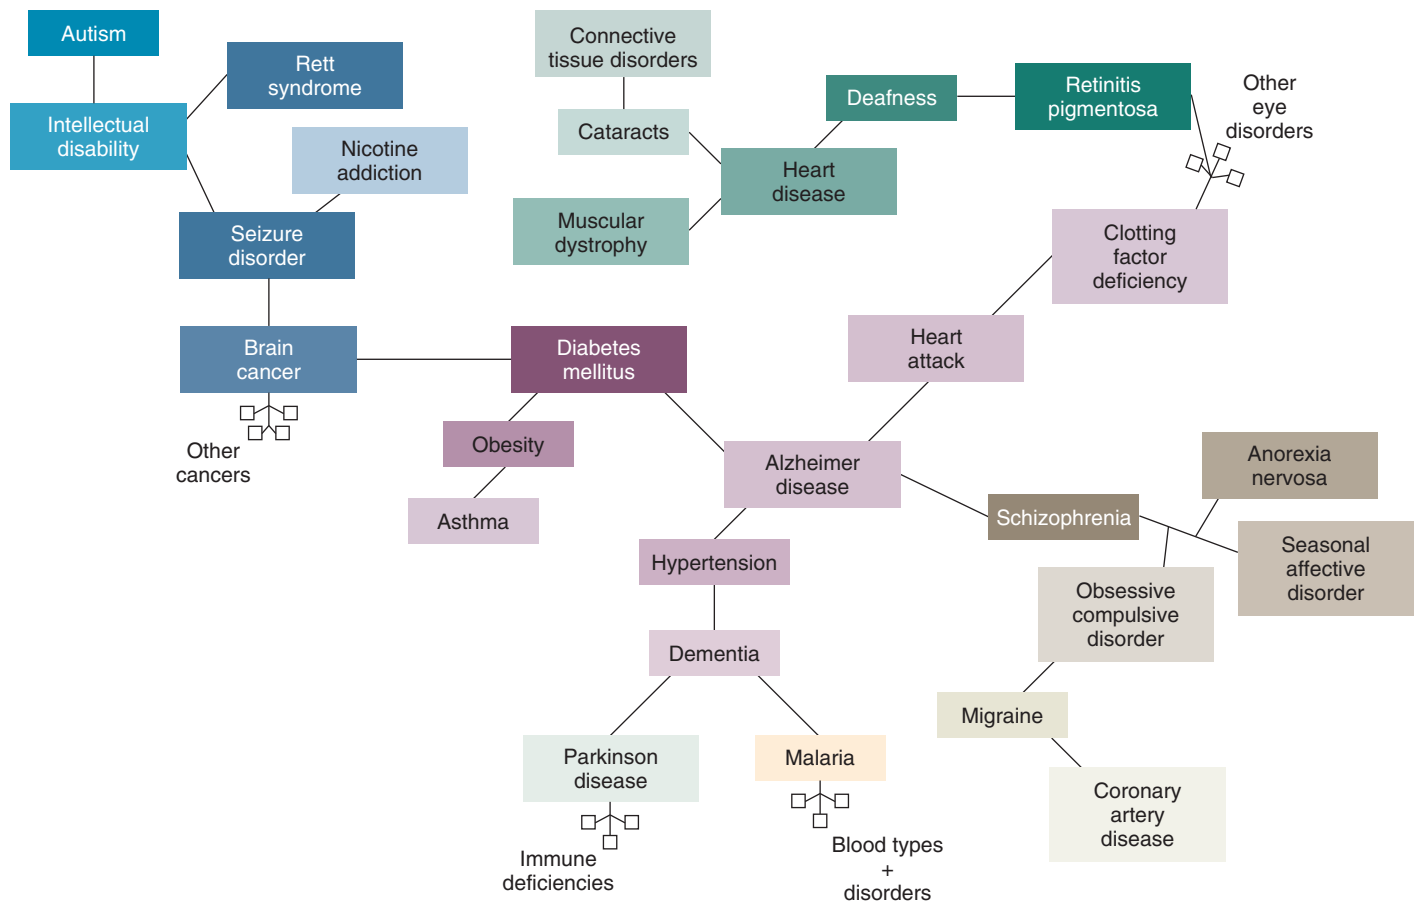 Autism
Rett
syndrome
Intellectual
disability
Nicotine
addiction
Seizure
disorder
Brain
cancer
Other
cancers
Connective
tissue disorders
Cataracts
Muscular
dystrophy
Heart
disease
Deafness
Retinitis
pigmentosa
Other
eye
disorders
Clotting
factor
deficiency
Heart
attack
Diabetes
mellitus
Obesity
Asthma
Alzheimer
disease
Hypertension
Dementia
Parkinson
disease
Immune
deficiencies
Malaria
Blood types
+
disorders
Schizophrenia
Anorexia
nervosa
Seasonal
affective
disorder
Obsessive
compulsive
disorder
Migraine
Coronary
artery
disease